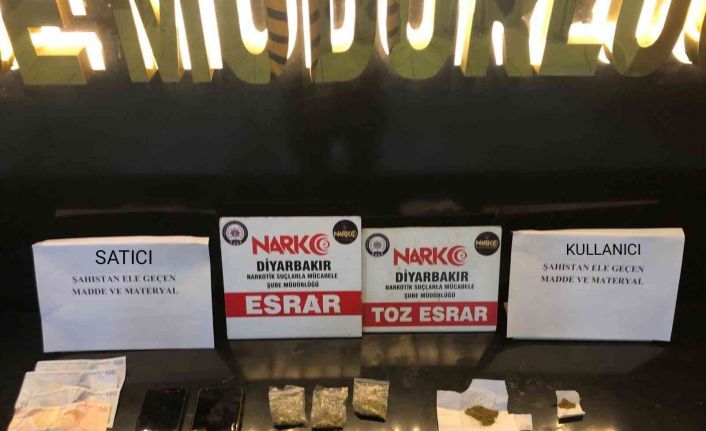 EMÜDÜRLÜĞ
SATICI
ŞAHISTAN ELE GEÇEN
MADDE VE MATERYAL
NARKO
DİYARBAKIR
NARKOTİK SUÇLARLA MÜCADELE
ŞUBE MÜDÜRLÜĞÜ
ESRAR
NARKO
DİYARBAKIR
NARKOTİK SUÇLARLA MÜCADELE
ŞUBE MÜDÜRLÜĞÜ
TOZ ESRAR
KULLANICI
ŞAHISTAN ELE GEÇEN
MADDE VE MATERYAL